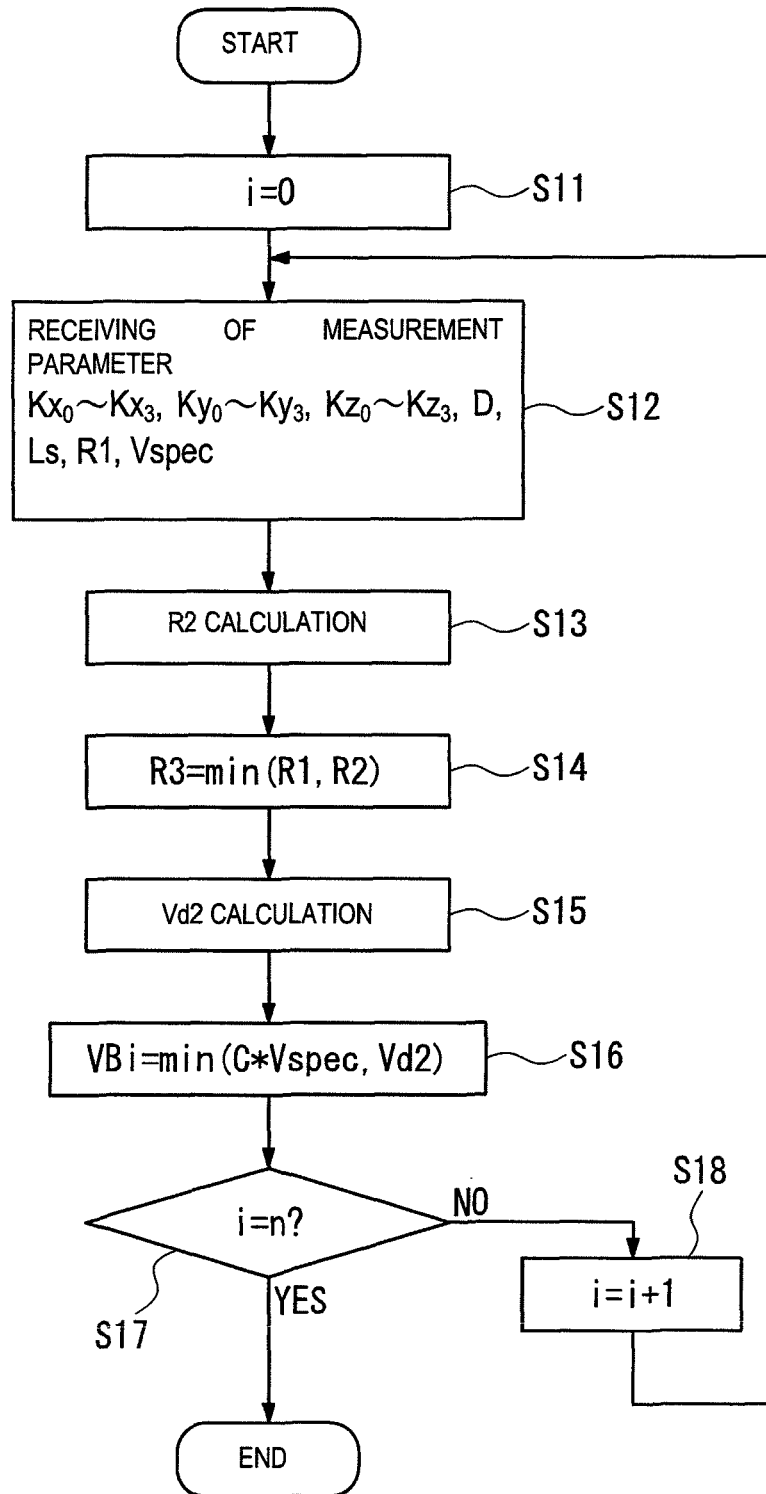 START
i=0
S11
RECEIVING OF MEASUREMENT
PARAMETER
Kx₀~Kx₃, Ky₀~Ky₃, Kz₀~Kz₃, D,
Ls, R1, Vspec
S12
R2 CALCULATION
S13
R3=min(R1, R2)
S14
Vd2 CALCULATION
S15
VBi=min(C*Vspec, Vd2)
S16
i=n?
NO
S18
i=i+1
S17
YES
END